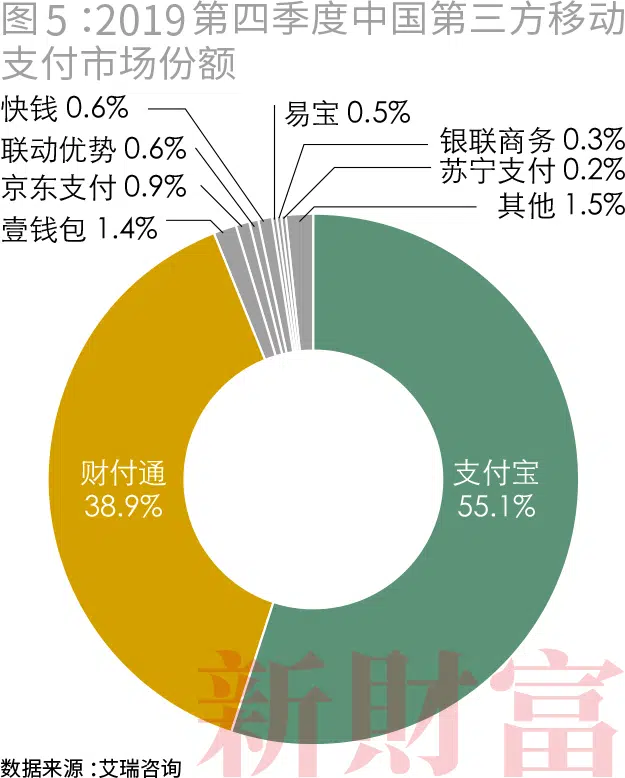 图5:2019第四季度中国第三方移动
支付市场份额
快钱 0.6%
易宝 0.5%
联动优势 0.6%
银联商务 0.3%
京东支付 0.9%
苏宁支付 0.2%
壹钱包 1.4%
其他 1.5%
财付通
38.9%
支付宝
55.1%
新財富
数据来源:艾瑞咨询